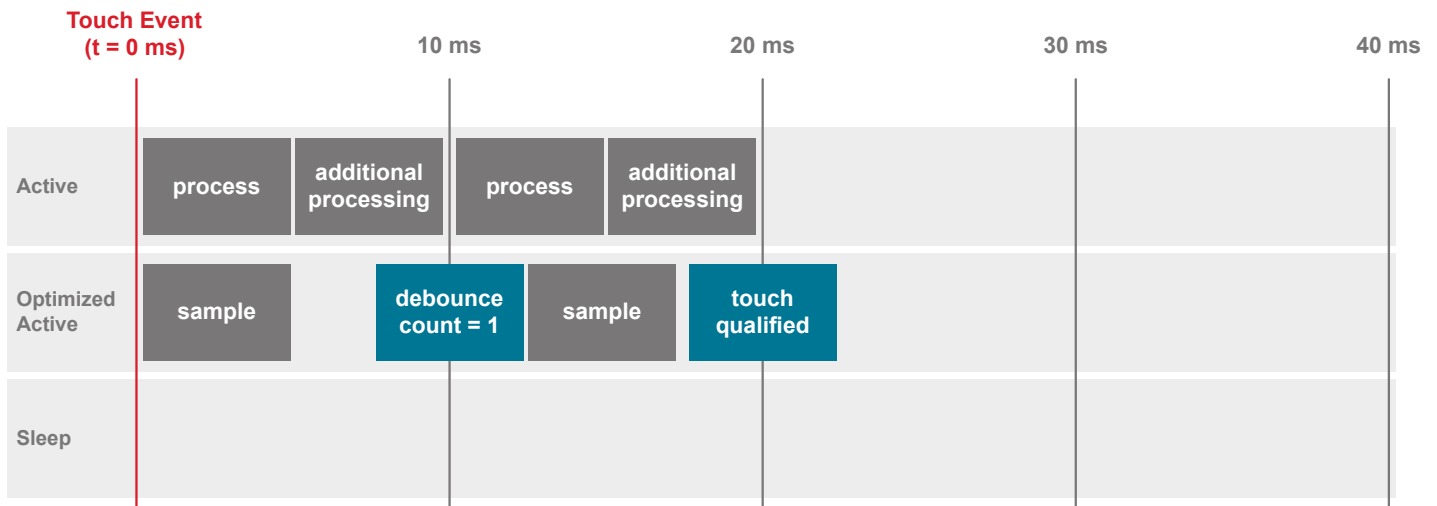 Touch Event
(t = 0 ms)
10 ms
20 ms
30 ms
40 ms
Active
process
additional
processing
process
additional
processing
Optimized
Active
sample
debounce
count = 1
sample
touch
qualified
Sleep